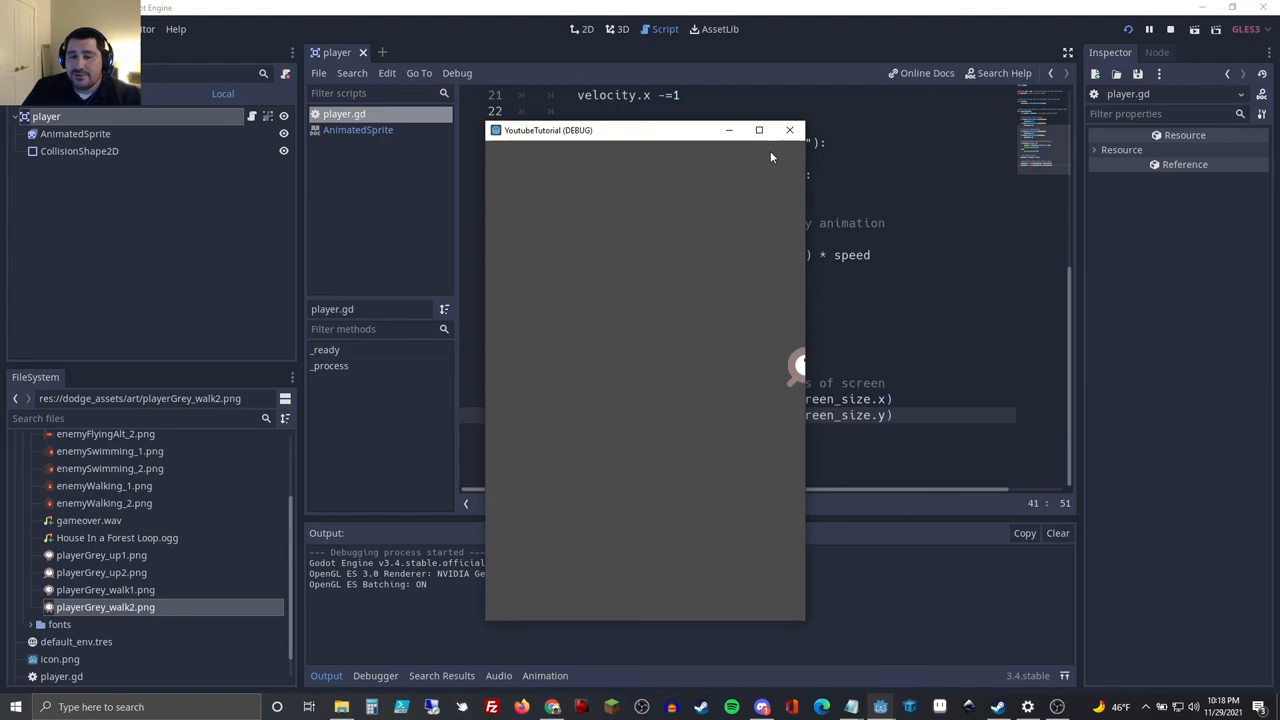 ot Engine
itor
Help
2D
3D
Script
AssetLib
GLES3
Local
player
AnimatedSprite
CollisionShape2D
player
File
Search
Edit
Go To
Debug
Online Docs
Search Help
Filter scripts
player.gd
AnimatedSprite
player.gd
Filter methods
_ready
_process
21
velocity.x -=1
22
"):
:
y animation
) * speed
s of screen
reen_size.x)
reen_size.y)
41 : 51
YoutubeTutorial (DEBUG)
Inspector
Node
player.gd
Filter properties
Resource
Resource
Reference
FileSystem
res://dodge_assets/art/playerGrey_walk2.png
Search files
enemyFlyingAlt_2.png
enemySwimming_1.png
enemySwimming_2.png
enemyWalking_1.png
enemyWalking_2.png
gameover.wav
House In a Forest Loop.ogg
playerGrey_up1.png
playerGrey_up2.png
playerGrey_walk1.png
playerGrey_walk2.png
fonts
default_env.tres
icon.png
player.gd
Output:
Copy
Clear
--- Debugging process started ---
Godot Engine v3.4.stable.official
OpenGL ES 3.0 Renderer: NVIDIA Ge
OpenGL ES Batching: ON
Output
Debugger
Search Results
Audio
Animation
3.4.stable
Type here to search
46°F
10:18 PM
11/29/2021